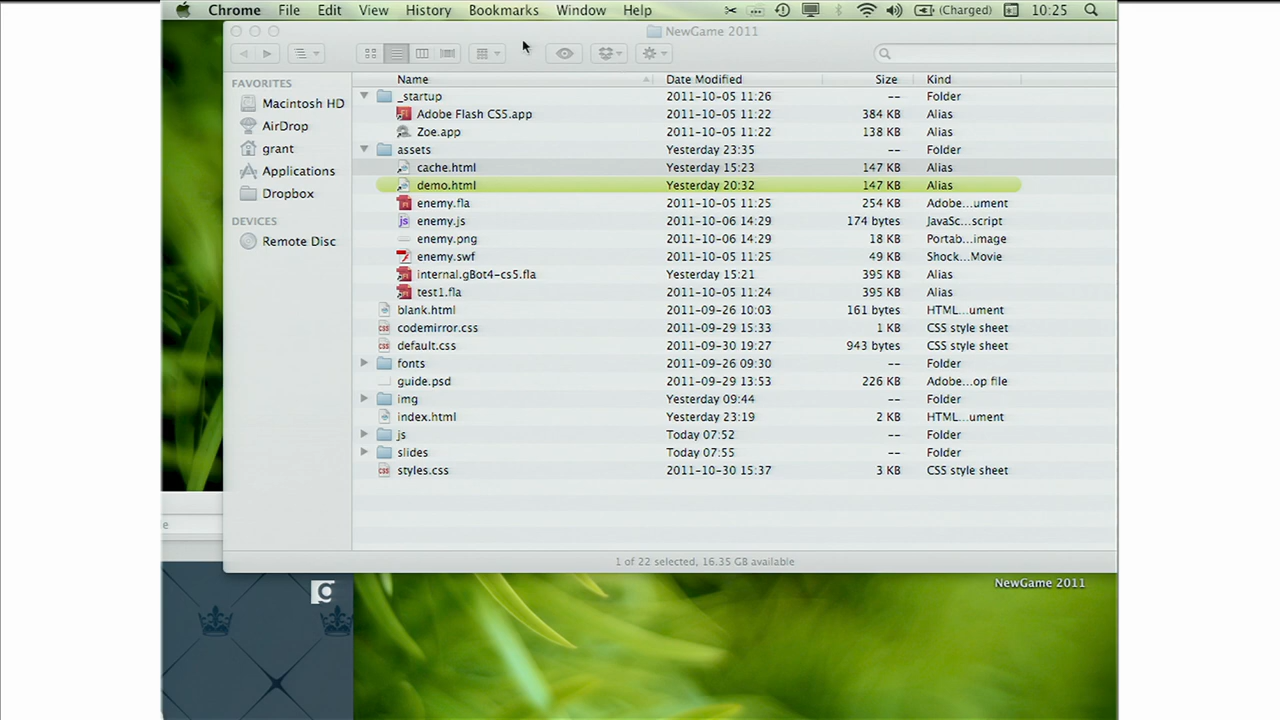 Chrome File Edit View History Bookmarks Window Help (Charged) 10:25
NewGame 2011
Name Date Modified Size Kind
FAVORITES
Macintosh HD
AirDrop
grant
Applications
Dropbox
DEVICES
Remote Disc
_startup 2011-10-05 11:26 -- Folder
Adobe Flash CS5.app 2011-10-05 11:22 384 KB Alias
Zoe.app 2011-10-05 11:22 138 KB Alias
assets Yesterday 23:35 -- Folder
cache.html Yesterday 15:23 147 KB Alias
demo.html Yesterday 20:32 147 KB Alias
enemy.fla 2011-10-05 11:25 254 KB Adobe...ument
enemy.js 2011-10-06 14:29 174 bytes JavaSc...script
enemy.png 2011-10-06 14:29 18 KB Portab...image
enemy.swf 2011-10-05 11:25 49 KB Shock...Movie
internal.gBot4-cs5.fla Yesterday 15:21 395 KB Alias
test1.fla 2011-10-05 11:24 395 KB Alias
blank.html 2011-09-26 10:03 161 bytes HTML...ument
codemirror.css 2011-09-29 15:33 1 KB CSS style sheet
default.css 2011-09-30 19:27 943 bytes CSS style sheet
fonts 2011-09-26 09:30 -- Folder
guide.psd 2011-09-29 13:53 226 KB Adobe...op file
img Yesterday 09:44 -- Folder
index.html Yesterday 23:19 2 KB HTML...ument
js Today 07:52 -- Folder
slides Today 07:55 -- Folder
styles.css 2011-10-30 15:37 3 KB CSS style sheet
e
1 of 22 selected, 16.35 GB available
NewGame 2011
g